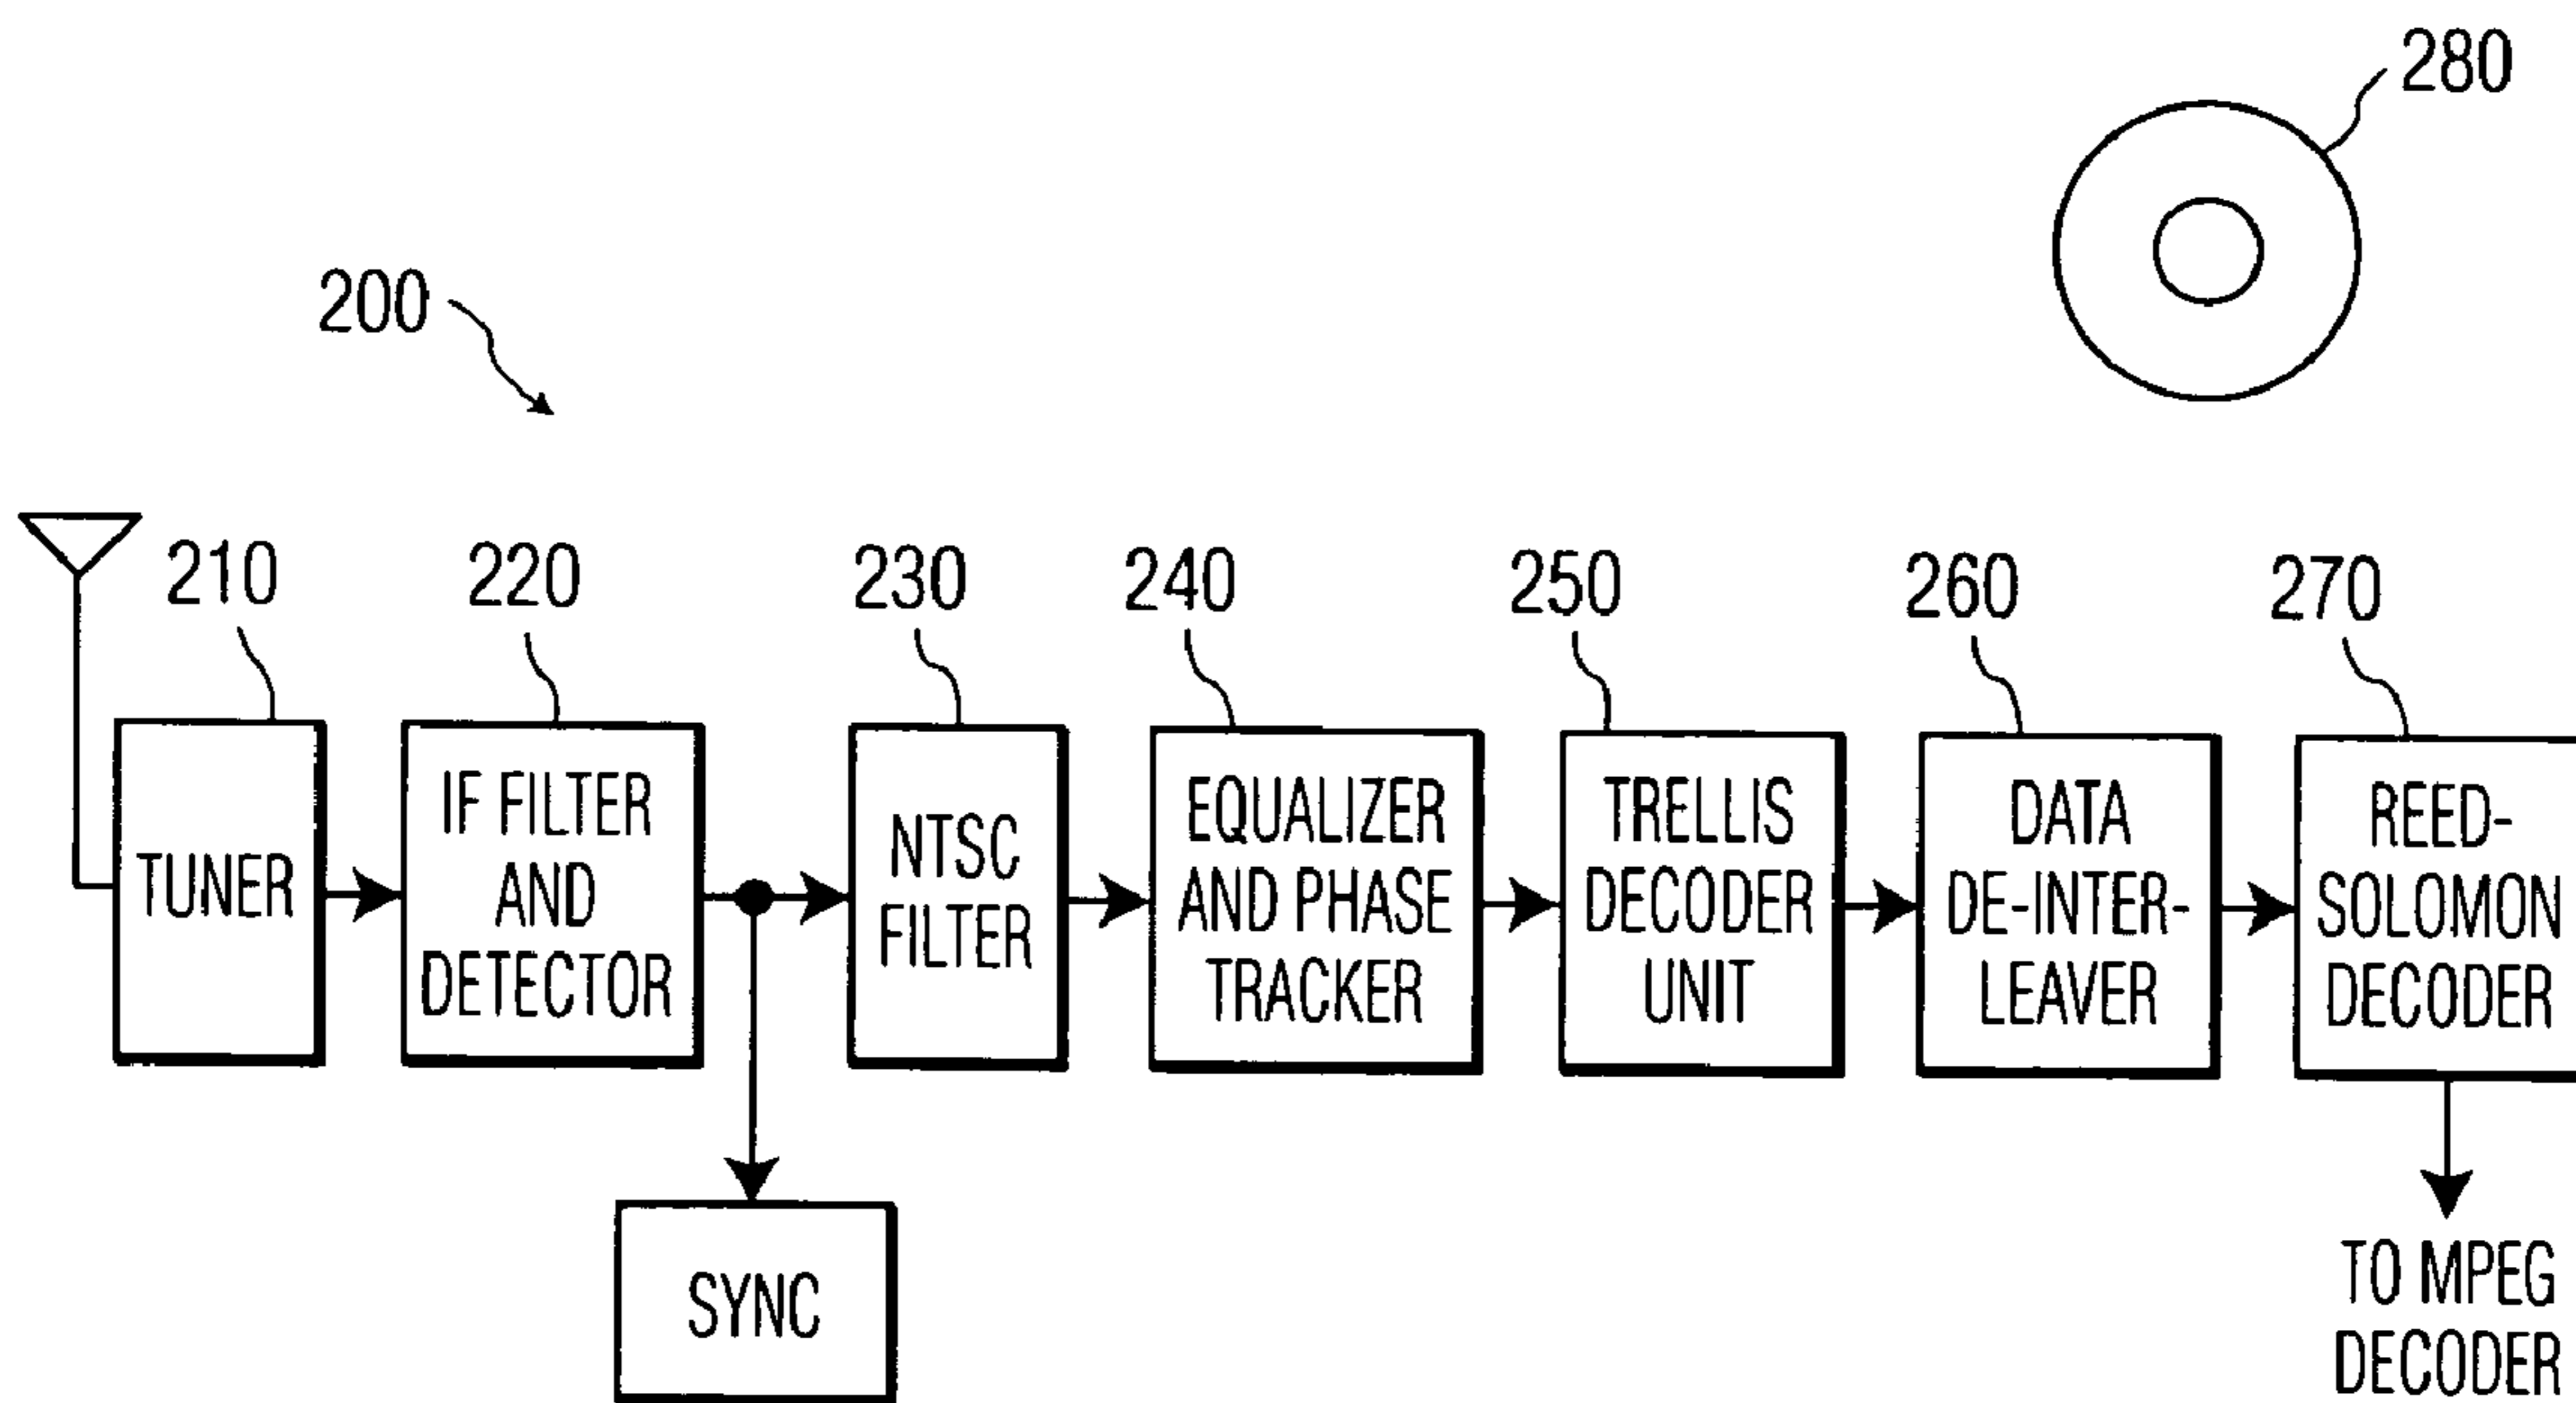 280
200
210
220
230
240
250
260
270
TUNER
IF FILTER
AND
DETECTOR
NTSC
FILTER
EQUALIZER
AND PHASE
TRACKER
TRELLIS
DECODER
UNIT
DATA
DE-INTER-
LEAVER
REED-
SOLOMON
DECODER
SYNC
TO MPEG
DECODER